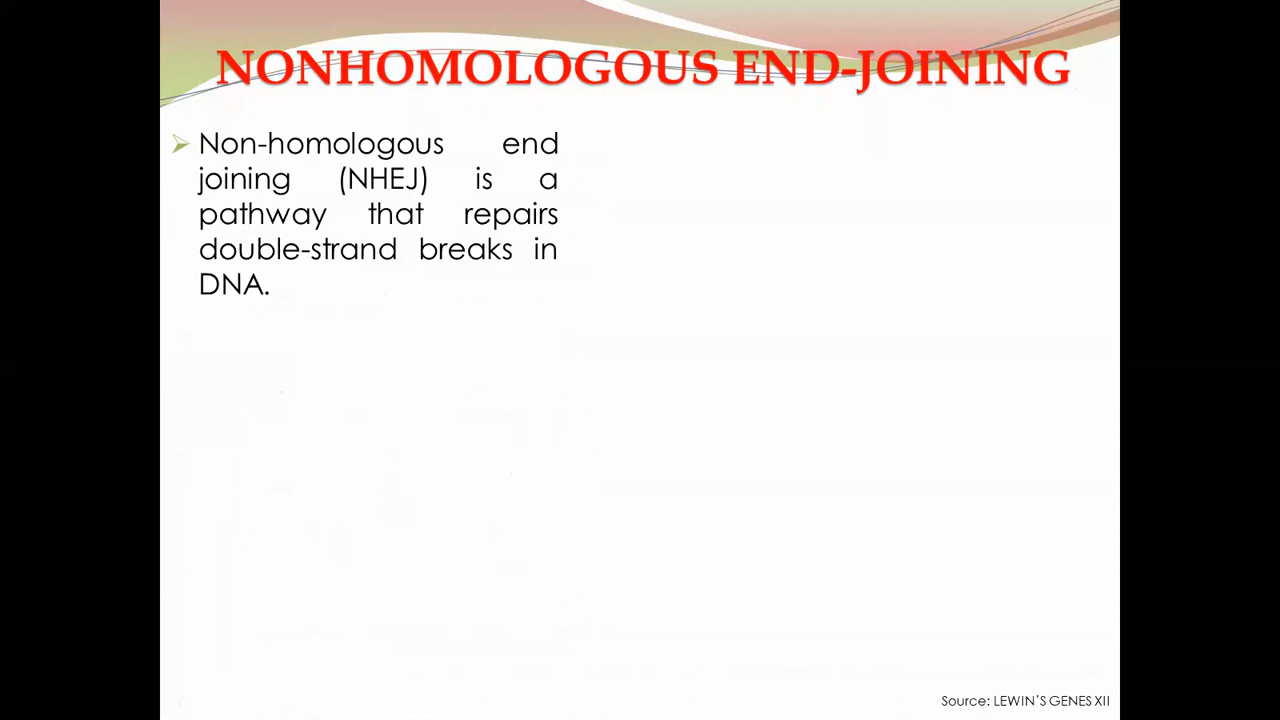 NONHOMOLOGOUS END-JOINING
Non-homologous end
joining (NHEJ) is a
pathway that repairs
double-strand breaks in
DNA.
Source: LEWIN'S GENES XII